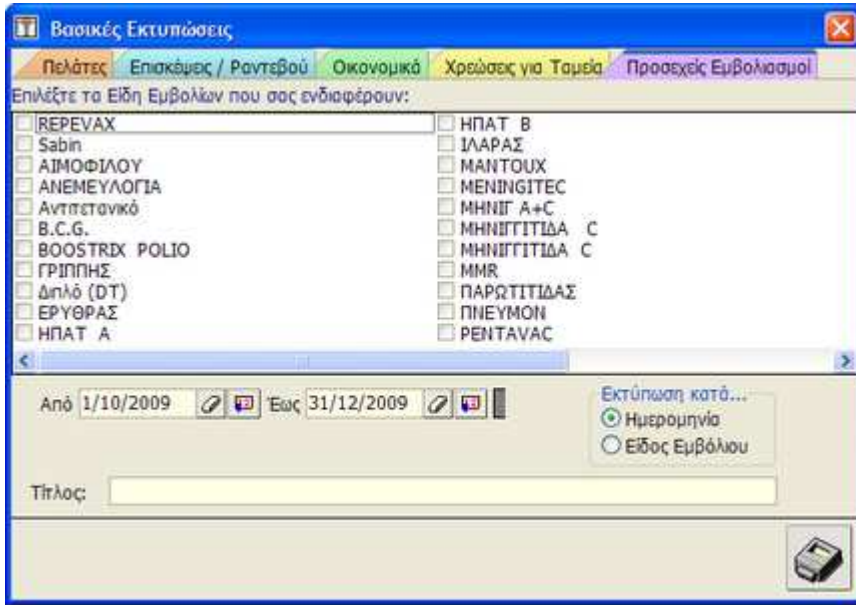 Βασικές Εκτυπώσεις
Πελάτες Επισκέψεις / Ραντεβού Οικονομικά Χρεώσεις για Ταμεία Προσεχείς Εμβολιασμοί
Επιλέξτε τα Είδη Εμβολίων που σας ενδιαφέρουν:
REPEVAX
Sabin
ΑΙΜΟΦΙΛΟΥ
ΑΝΕΜΕΥΛΟΓΙΑ
Αντιτετανικό
B.C.G.
BOOSTRIX POLIO
ΓΡΙΠΠΗΣ
Διπλό (DT)
ΕΡΥΘΡΑΣ
ΗΠΑΤ Α
ΗΠΑΤ Β
ΙΛΑΡΑΣ
MANTOUX
MENINGITEC
ΜΗΝΙΓ Α+C
ΜΗΝΙΓΓΙΤΙΔΑ C
ΜΗΝΙΓΓΙΤΙΔΑ C
MMR
ΠΑΡΩΤΙΤΙΔΑΣ
ΠΝΕΥΜΟΝ
PENTAVAC
Από 1/10/2009 Έως 31/12/2009
Εκτύπωση κατά...
Ημερομηνία
Είδος Εμβόλιου
Τίτλος: